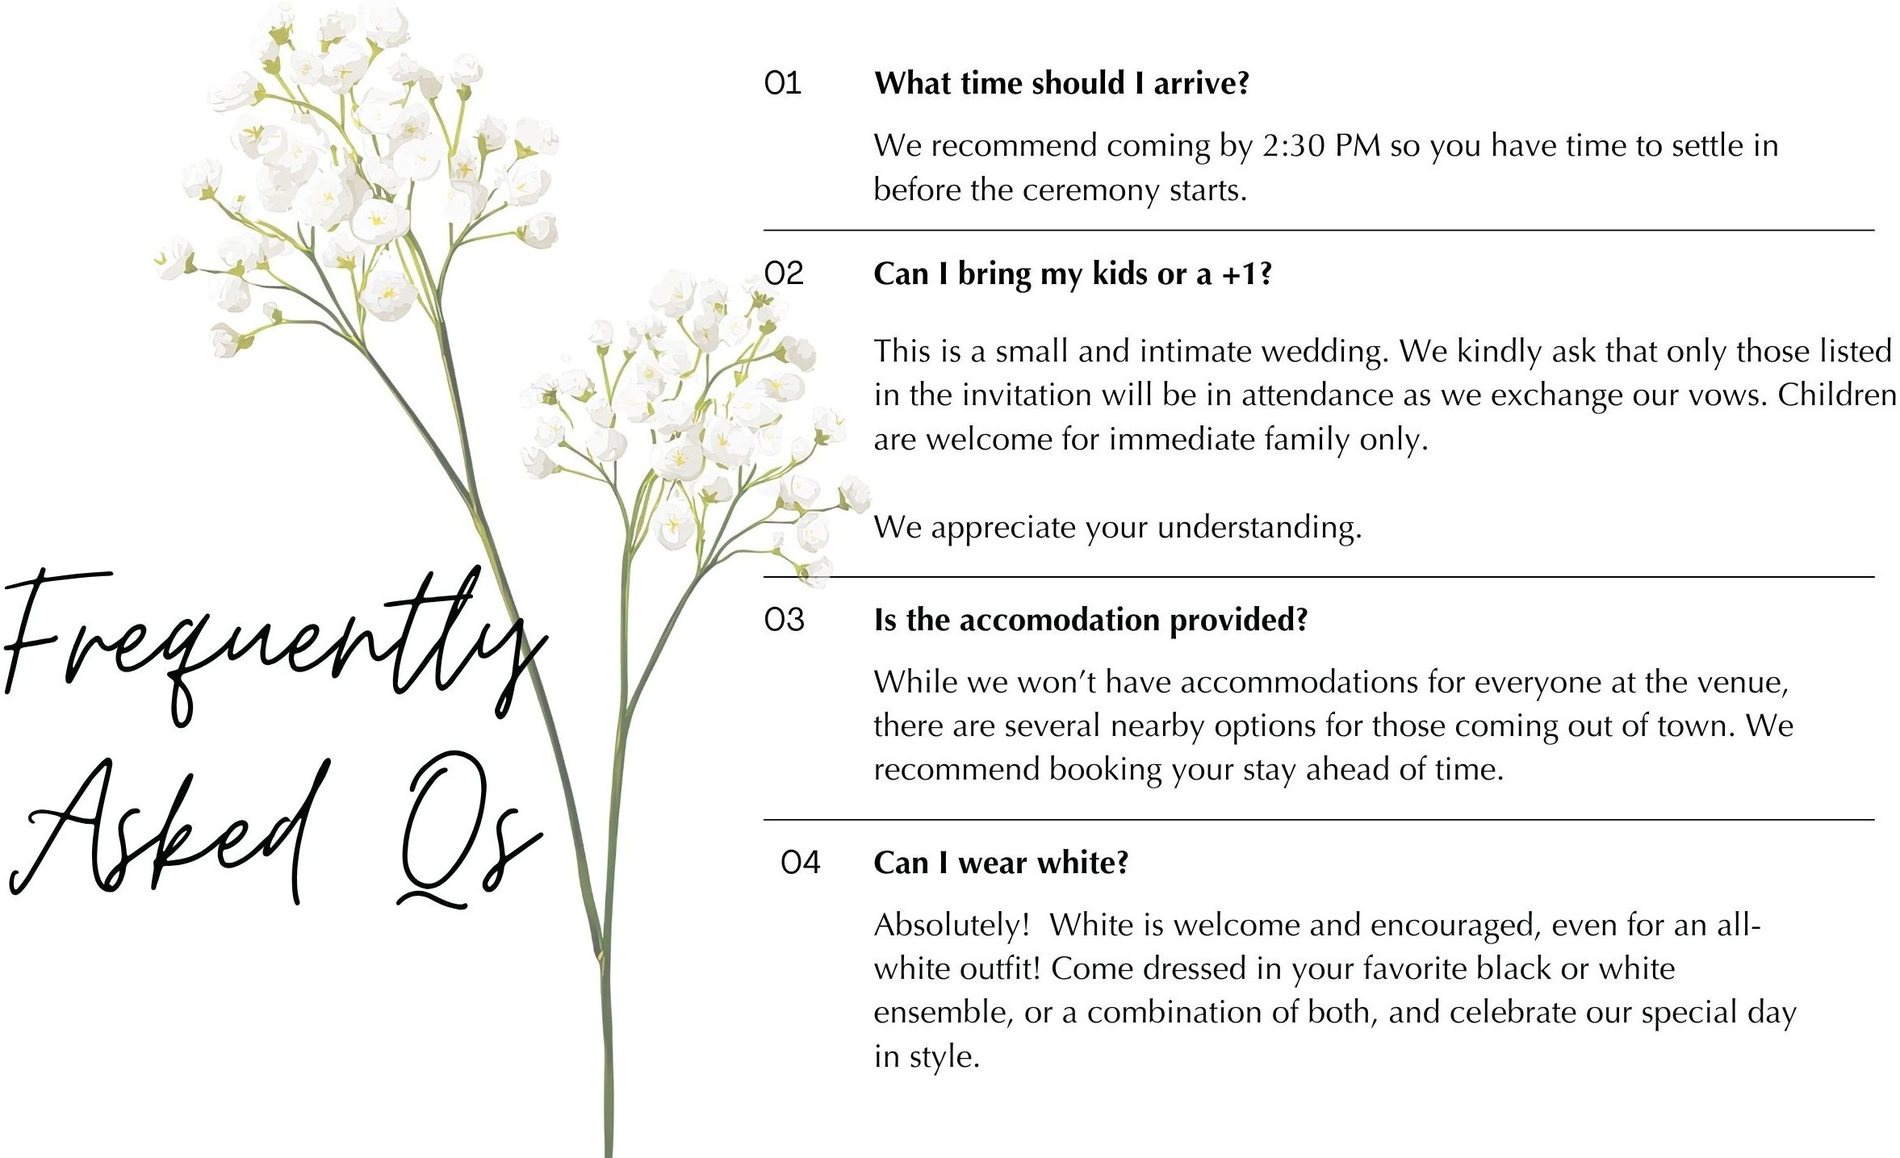 Frequently
Asked Qs
01 What time should I arrive?
We recommend coming by 2:30 PM so you have time to settle in
before the ceremony starts.
02 Can I bring my kids or a +1?
This is a small and intimate wedding. We kindly ask that only those listed
in the invitation will be in attendance as we exchange our vows. Children
are welcome for immediate family only.
We appreciate your understanding.
03 Is the accomodation provided?
While we won’t have accommodations for everyone at the venue,
there are several nearby options for those coming out of town. We
recommend booking your stay ahead of time.
04 Can I wear white?
Absolutely!  White is welcome and encouraged, even for an all-
white outfit! Come dressed in your favorite black or white
ensemble, or a combination of both, and celebrate our special day
in style.